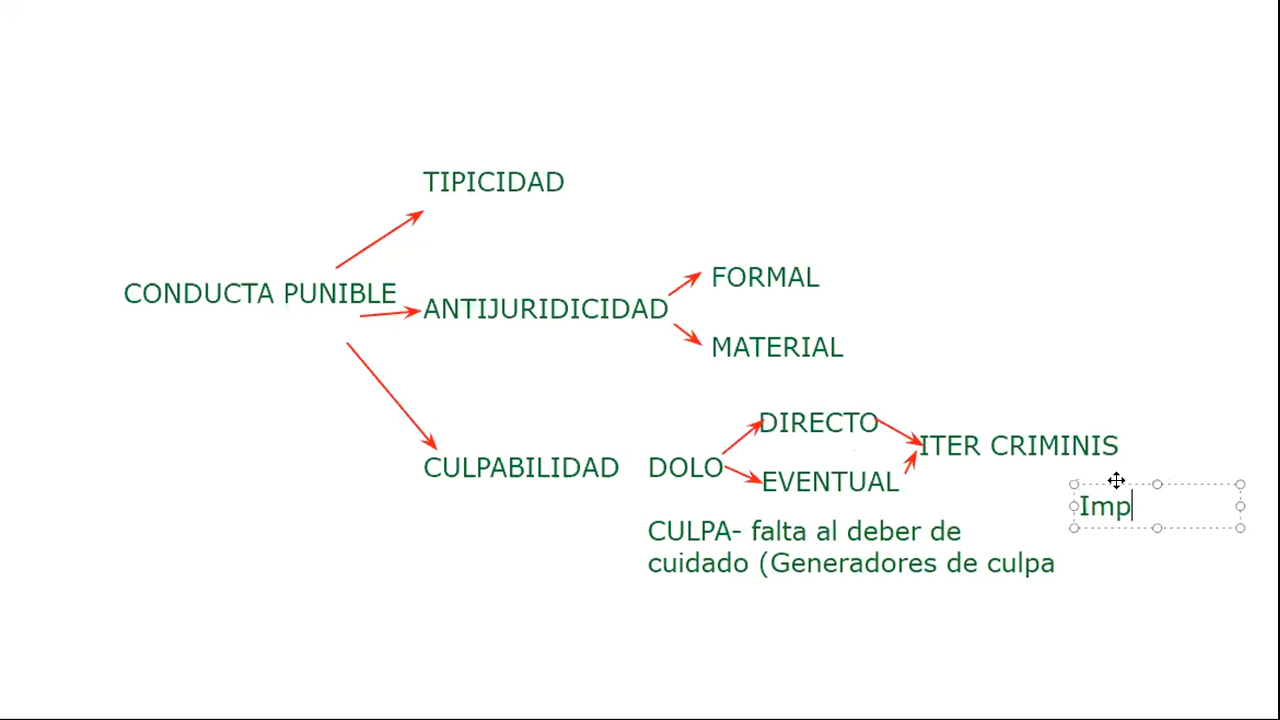 TIPICIDAD
FORMAL
CONDUCTA PUNIBLE
ANTIJURIDICIDAD
MATERIAL
DIRECTO
ITER CRIMINIS
CULPABILIDAD
DOLO
EVENTUAL
Imp
CULPA- falta al deber de
cuidado (Generadores de culpa